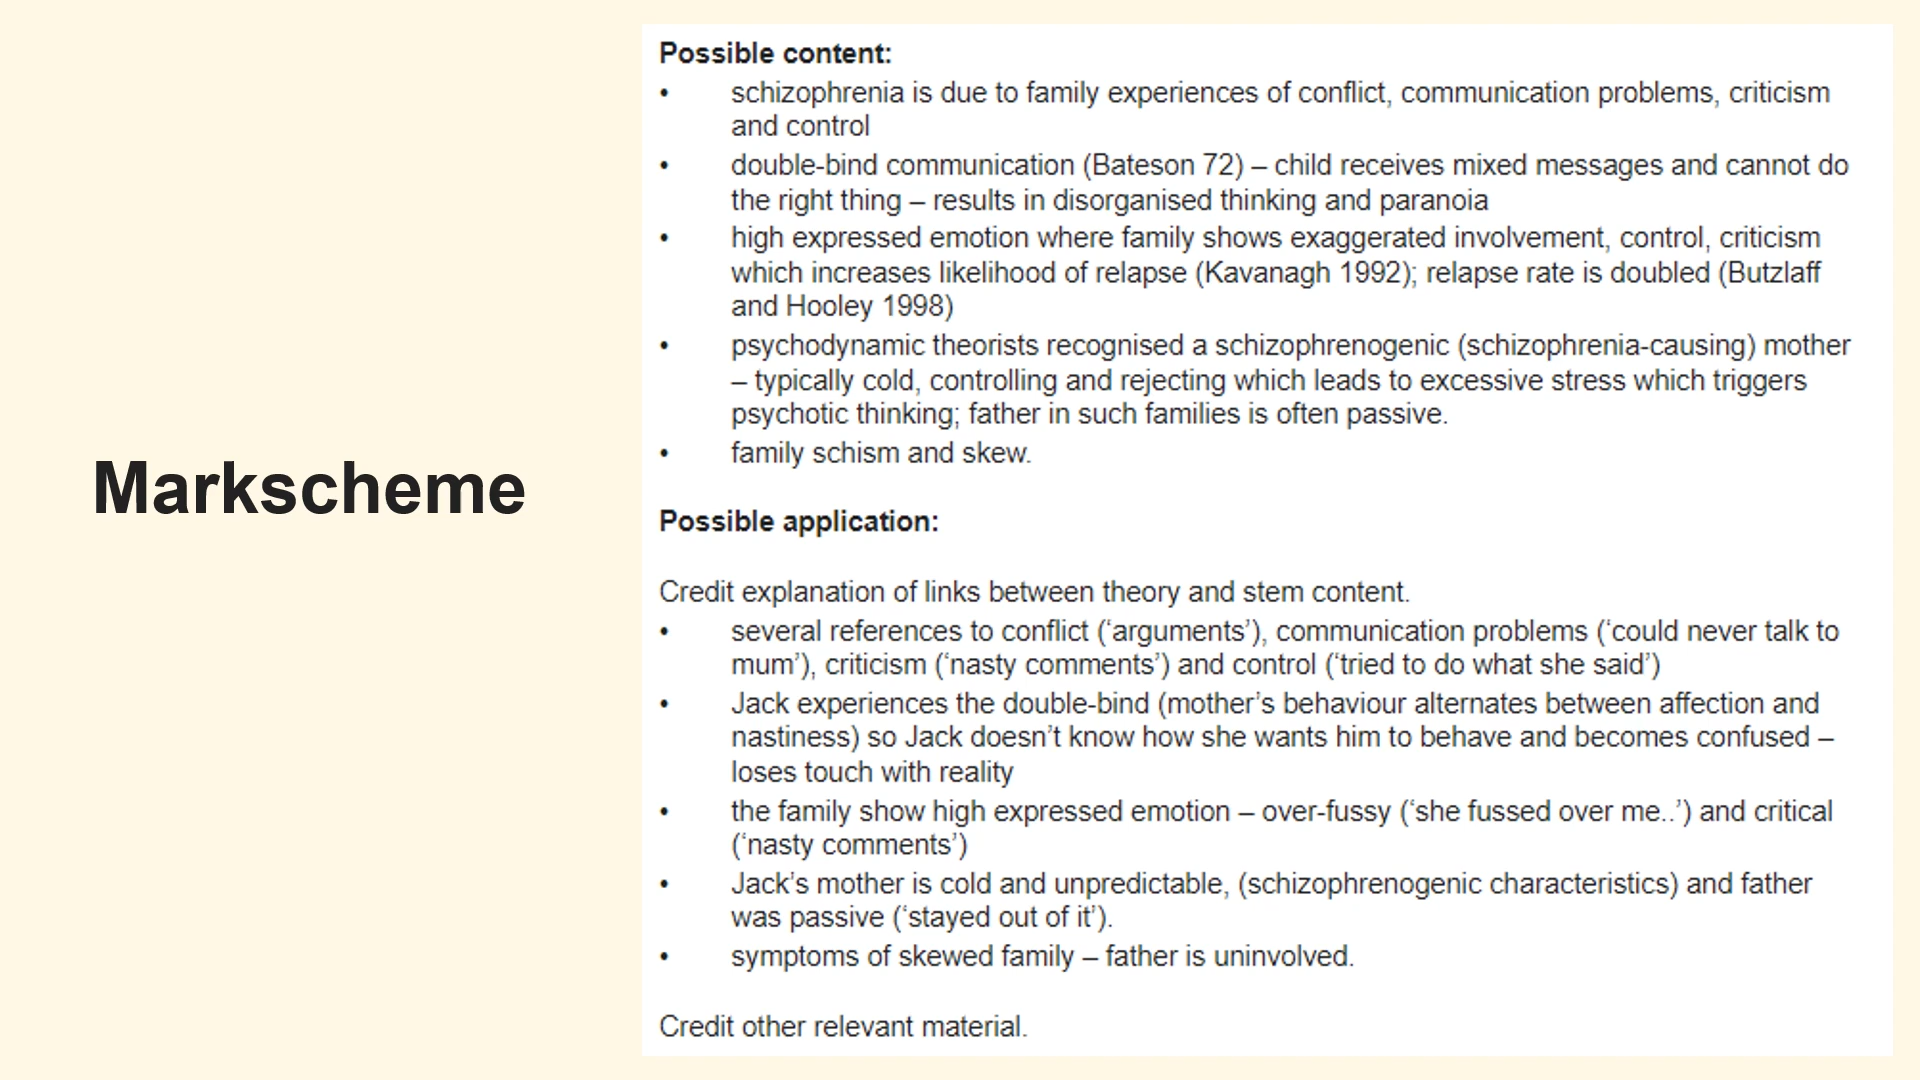 Markscheme
Possible content:
• schizophrenia is due to family experiences of conflict, communication problems, criticism
and control
• double-bind communication (Bateson 72) – child receives mixed messages and cannot do
the right thing – results in disorganised thinking and paranoia
• high expressed emotion where family shows exaggerated involvement, control, criticism
which increases likelihood of relapse (Kavanagh 1992); relapse rate is doubled (Butzlaff
and Hooley 1998)
• psychodynamic theorists recognised a schizophrenogenic (schizophrenia-causing) mother
– typically cold, controlling and rejecting which leads to excessive stress which triggers
psychotic thinking; father in such families is often passive.
• family schism and skew.
Possible application:
Credit explanation of links between theory and stem content.
• several references to conflict (‘arguments’), communication problems (‘could never talk to
mum’), criticism (‘nasty comments’) and control (‘tried to do what she said’)
• Jack experiences the double-bind (mother’s behaviour alternates between affection and
nastiness) so Jack doesn’t know how she wants him to behave and becomes confused –
loses touch with reality
• the family show high expressed emotion – over-fussy (‘she fussed over me..’) and critical
(‘nasty comments’)
• Jack’s mother is cold and unpredictable, (schizophrenogenic characteristics) and father
was passive (‘stayed out of it’).
• symptoms of skewed family – father is uninvolved.
Credit other relevant material.